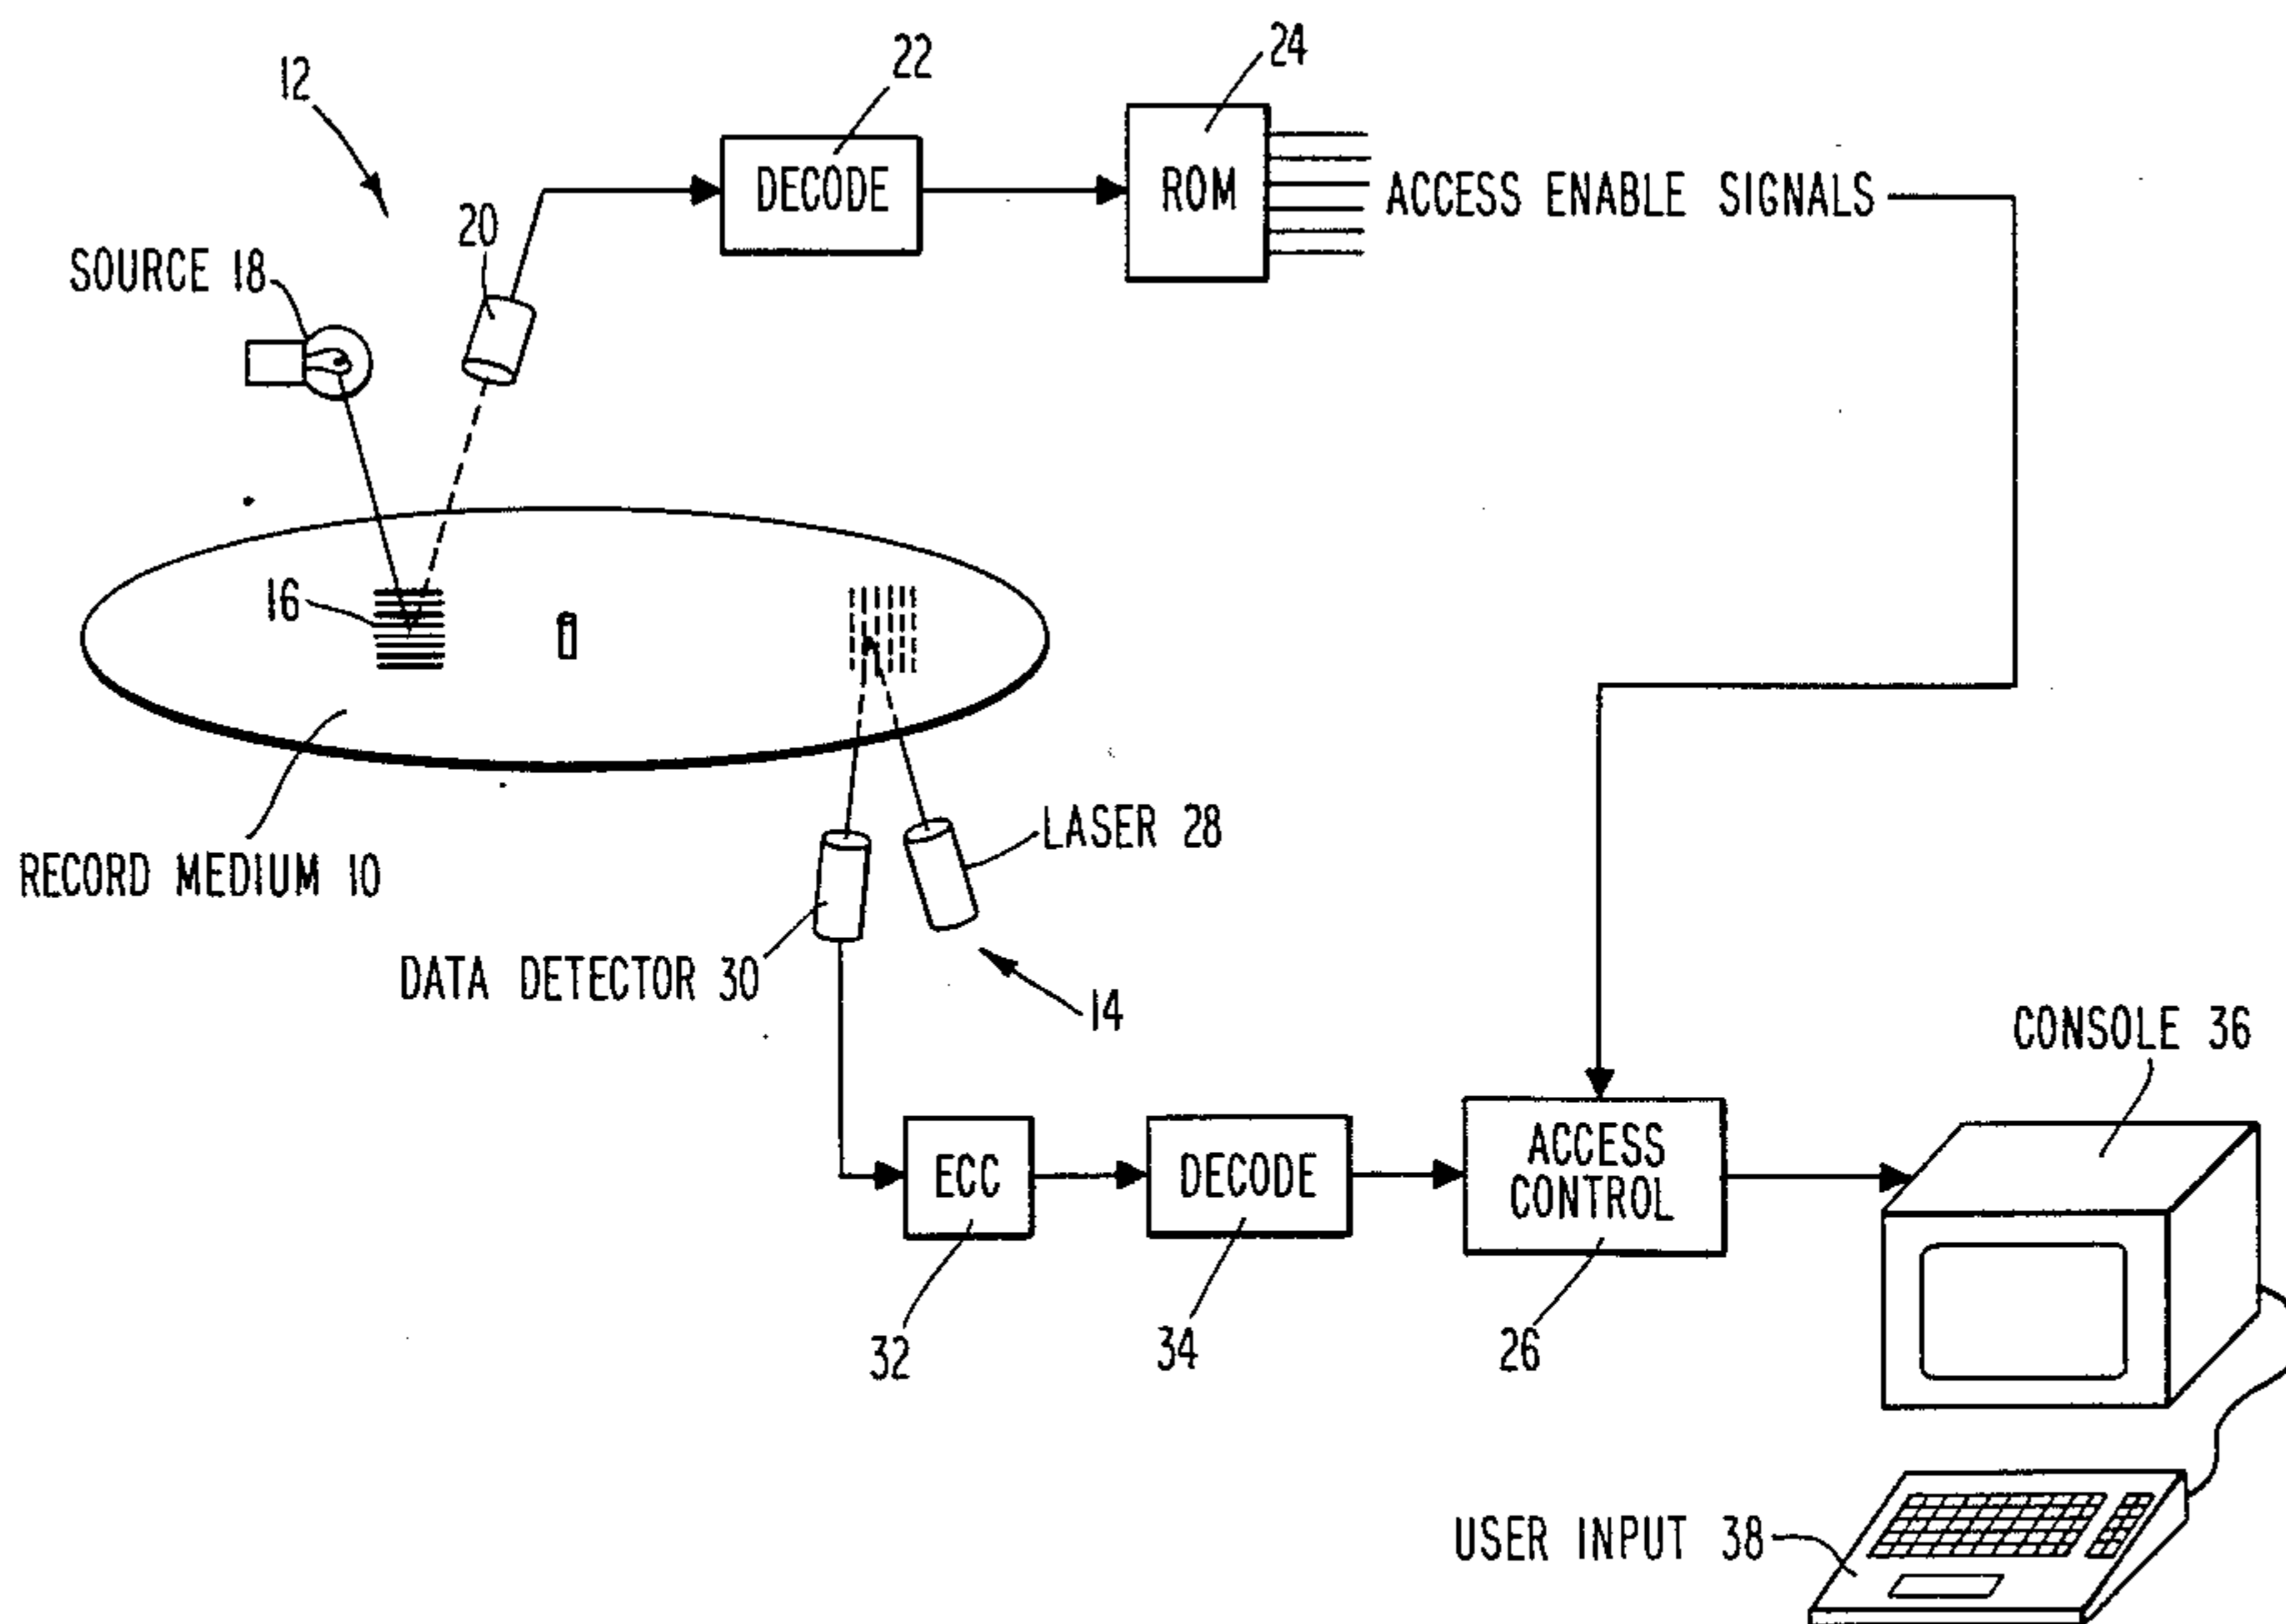 12
22
24
DECODE
ROM
ACCESS ENABLE SIGNALS
20
SOURCE 18
16
RECORD MEDIUM 10
LASER 28
DATA DETECTOR 30
14
CONSOLE 36
ECC
DECODE
ACCESS
CONTROL
32
34
26
USER INPUT 38